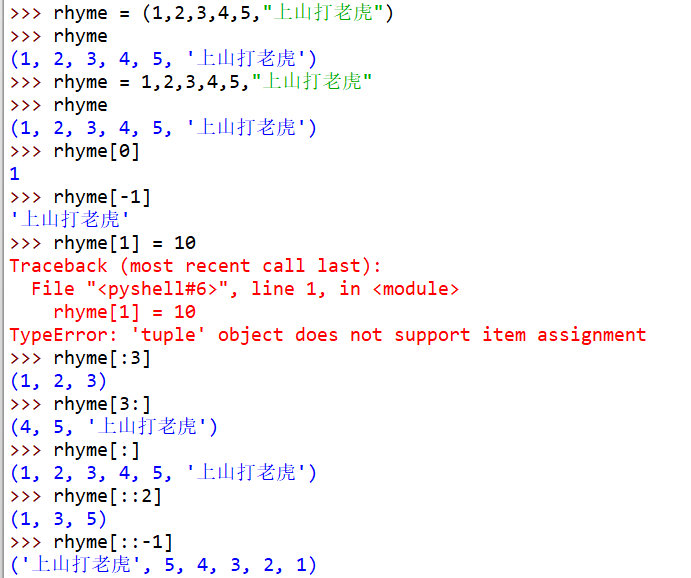 >>> rhyme = (1,2,3,4,5,"上山打老虎")
>>> rhyme
(1, 2, 3, 4, 5, '上山打老虎')
>>> rhyme = 1,2,3,4,5,"上山打老虎"
>>> rhyme
(1, 2, 3, 4, 5, '上山打老虎')
>>> rhyme[0]
1
>>> rhyme[-1]
'上山打老虎'
>>> rhyme[1] = 10
Traceback (most recent call last):
  File "<pyshell#6>", line 1, in <module>
    rhyme[1] = 10
TypeError: 'tuple' object does not support item assignment
>>> rhyme[:3]
(1, 2, 3)
>>> rhyme[3:]
(4, 5, '上山打老虎')
>>> rhyme[:]
(1, 2, 3, 4, 5, '上山打老虎')
>>> rhyme[::2]
(1, 3, 5)
>>> rhyme[::-1]
('上山打老虎', 5, 4, 3, 2, 1)